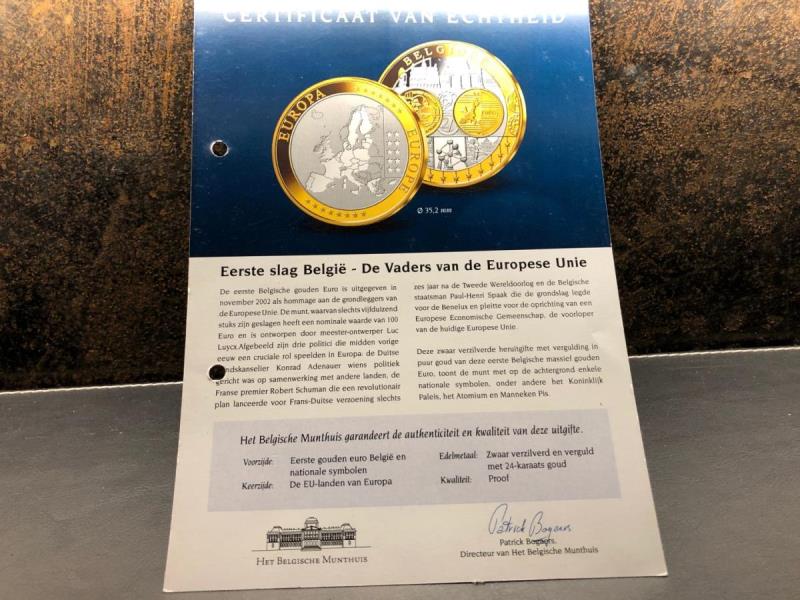 CERTIFICAAT VAN ECHTHEID
EUROPA
EUROPE
BELGI
EURO
Ø 35,2 mm
Eerste slag België - De Vaders van de Europese Unie
De eerste Belgische gouden Euro is uitgegeven in
november 2002 als hommage aan de grondleggers van
de Europese Unie. De munt, waarvan slechts vijfduizend
stuks zijn geslagen heeft een nominale waarde van 100
Euro en is ontworpen door meester-ontwerper Luc
Luycx. Afgebeeld zijn drie politici die midden vorige
eeuw een cruciale rol speelden in Europa: de Duitse
ndskanselier Konrad Adenauer wiens politiek
gericht was op samenwerking met andere landen, de
Franse premier Robert Schuman die een revolutionair
plan lanceerde voor Frans-Duitse verzoening slechts
zes jaar na de Tweede Wereldoorlog en de Belgische
staatsman Paul-Henri Spaak die de grondslag legde
voor de Benelux en pleitte voor de oprichting van een
Europese Economische Gemeenschap, de voorloper
van de huidige Europese Unie.
Deze zwaar verzilverde heruitgifte met verguldning in
puur goud van deze eerste Belgische massief gouden
Euro, toont de munt met op de achtergrond enkele
nationale symbolen, onder andere het Koninklijk
Paleis, het Atomium en Manneken Pis.
Het Belgische Munthuis garandeert de authenticiteit en kwaliteit van deze uitgifte.
Voorzijde: Eerste gouden euro België en
nationale symbolen
Keerzijde: De EU-landen van Europa
Edelmetaal: Zwaar verzilverd en verguld
met 24-karaats goud
Kwaliteit: Proof
HET BELGISCHE MUNTHUIS
Patrick Bogaers
Patrick Bogaers.
Directeur van Het Belgische Munthuis